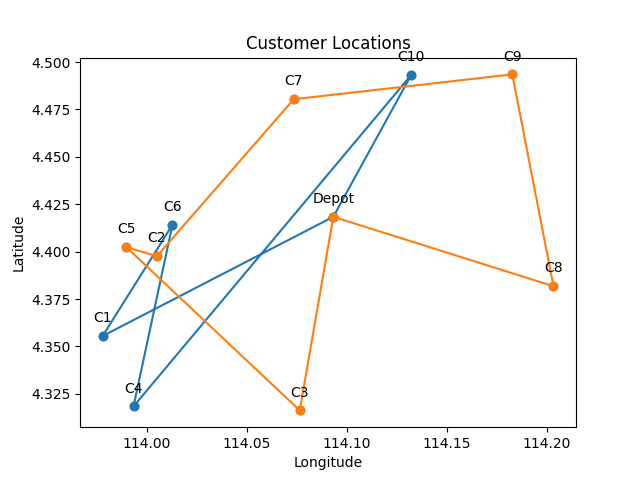 Customer Locations
C10
C9
C7
C6
Depot
C5
C2
C8
C1
C4
C3
4.500
4.475
4.450
4.425
4.400
4.375
4.350
4.325
Latitude
114.00
114.05
114.10
114.15
114.20
Longitude